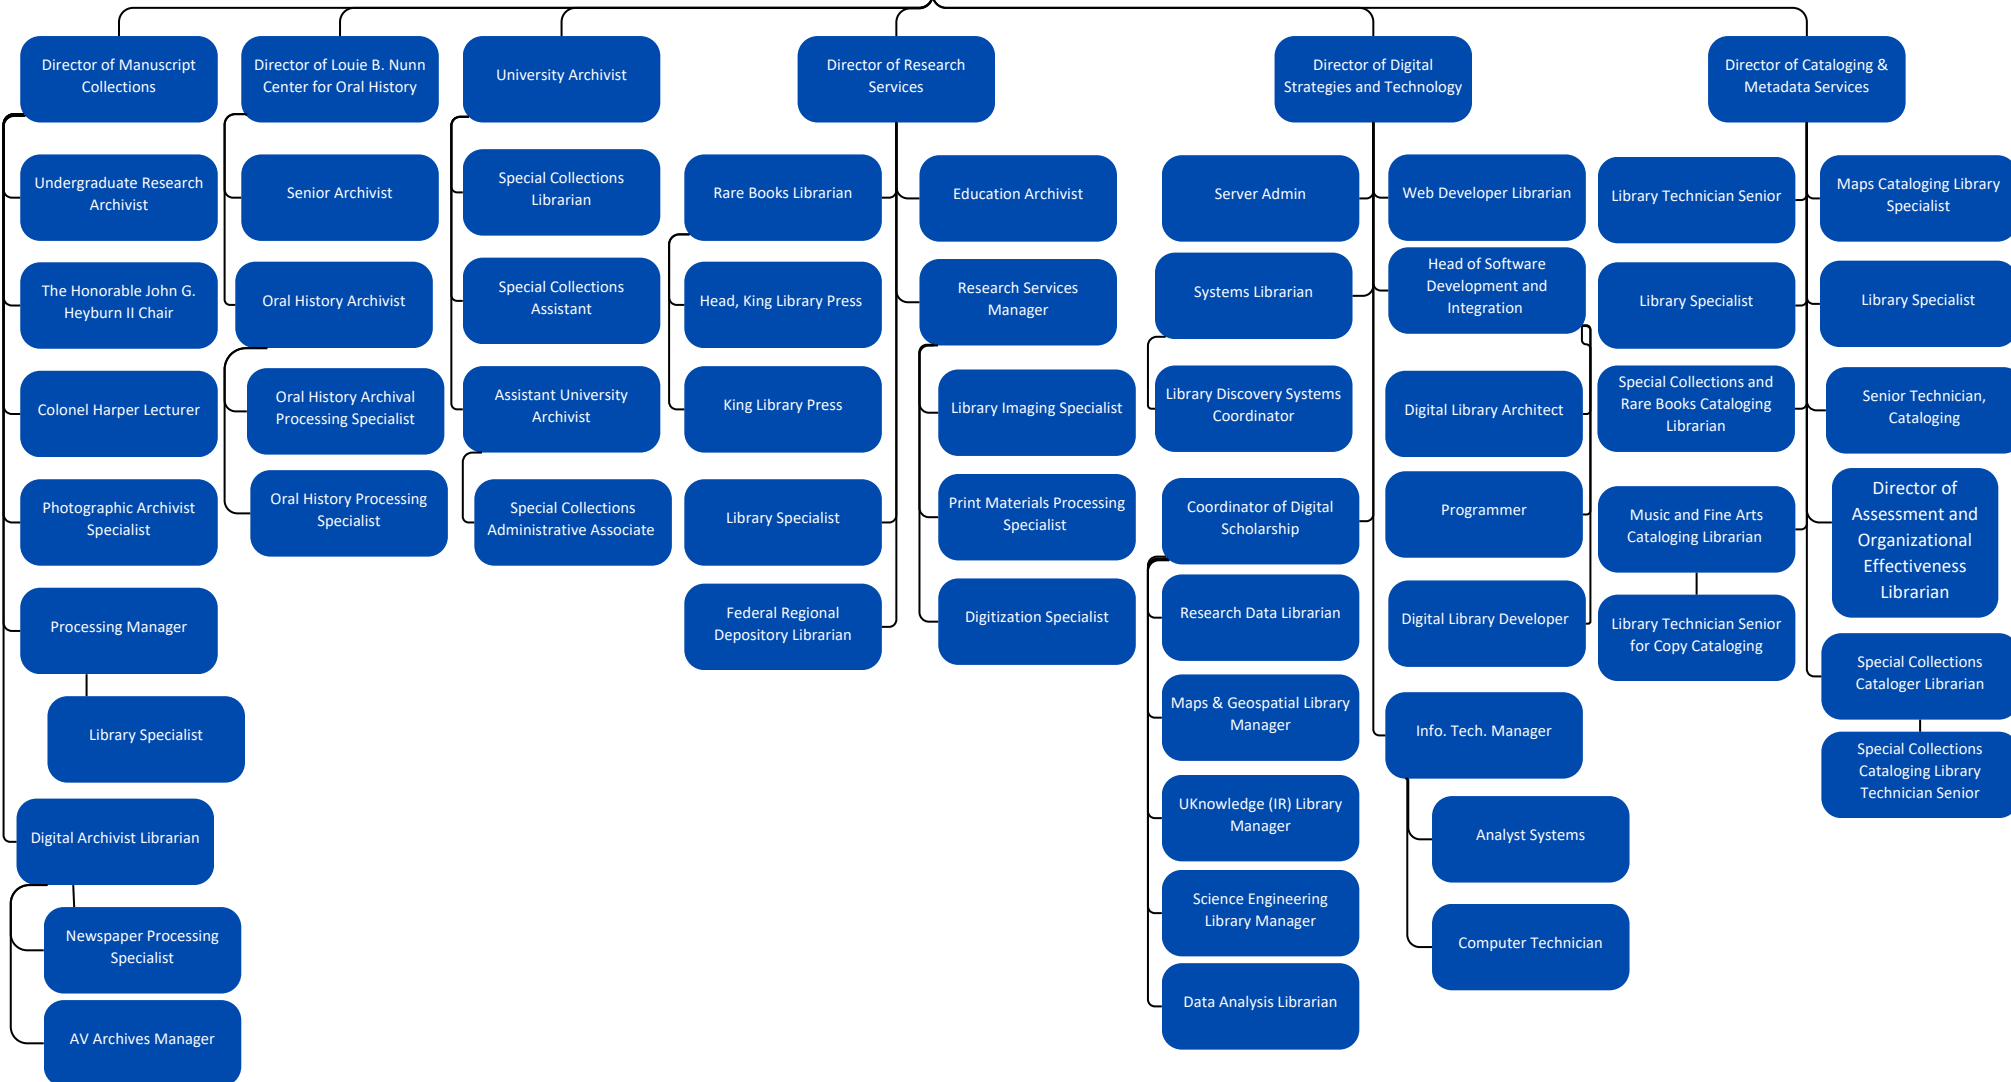 Director of Manuscript
Collections
Director of Louie B. Nunn
Center for Oral History
University Archivist
Director of Research
Services
Director of Digital
Strategies and Technology
Director of Cataloging &
Metadata Services
Undergraduate Research
Archivist
The Honorable John G.
Heyburn II Chair
Colonel Harper Lecturer
Photographic Archivist
Specialist
Processing Manager
Library Specialist
Digital Archivist Librarian
Newspaper Processing
Specialist
AV Archives Manager
Senior Archivist
Oral History Archivist
Oral History Archival
Processing Specialist
Oral History Processing
Specialist
Special Collections
Librarian
Special Collections
Assistant
Assistant University
Archivist
Special Collections
Administrative Associate
Rare Books Librarian
Head, King Library Press
King Library Press
Library Specialist
Federal Regional
Depository Librarian
Education Archivist
Research Services
Manager
Library Imaging Specialist
Print Materials Processing
Specialist
Digitization Specialist
Server Admin
Systems Librarian
Library Discovery Systems
Coordinator
Coordinator of Digital
Scholarship
Research Data Librarian
Maps & Geospatial Library
Manager
UKnowledge (IR) Library
Manager
Science Engineering
Library Manager
Data Analysis Librarian
Web Developer Librarian
Head of Software
Development and
Integration
Digital Library Architect
Programmer
Digital Library Developer
Info. Tech. Manager
Analyst Systems
Computer Technician
Library Technician Senior
Library Specialist
Special Collections and
Rare Books Cataloging
Librarian
Music and Fine Arts
Cataloging Librarian
Library Technician Senior
for Copy Cataloging
Maps Cataloging Library
Specialist
Library Specialist
Senior Technician,
Cataloging
Director of
Assessment and
Organizational
Effectiveness
Librarian
Special Collections
Cataloger Librarian
Special Collections
Cataloging Library
Technician Senior